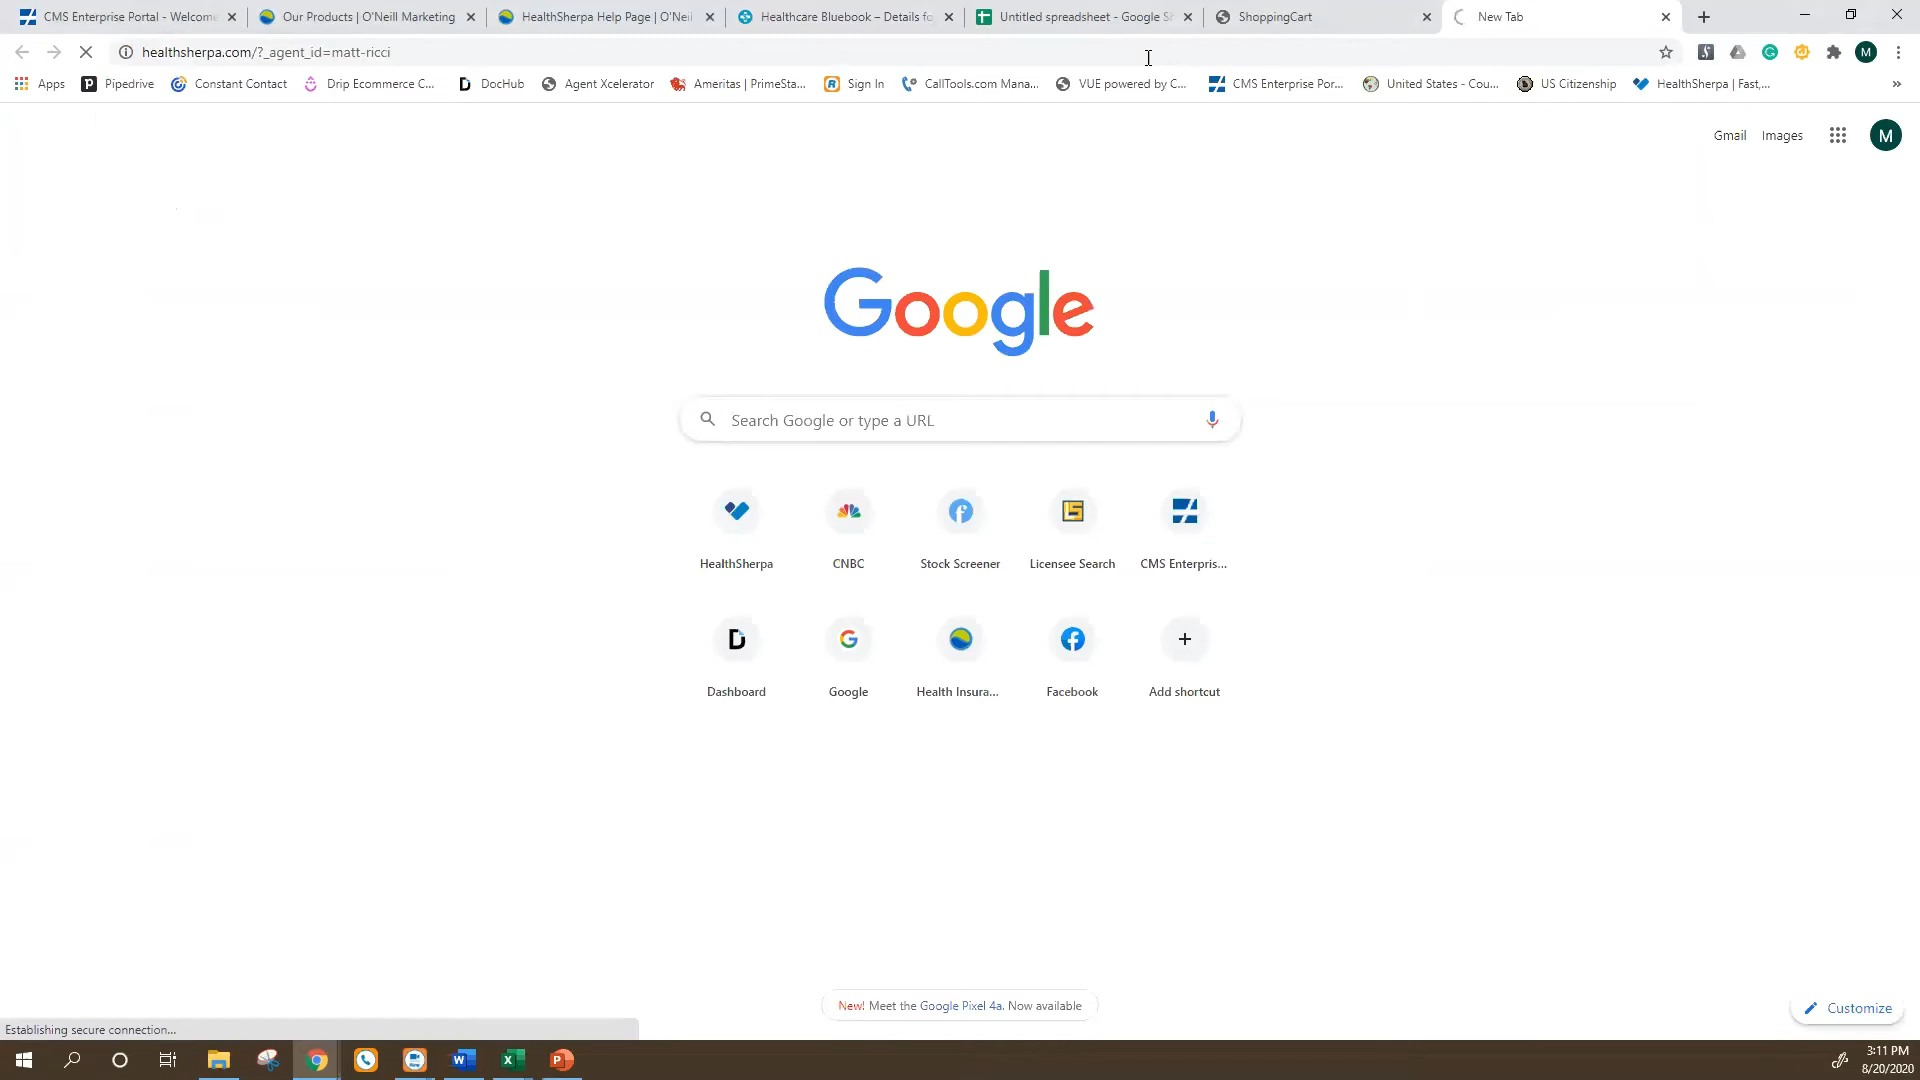 CMS Enterprise Portal - Welcome
Our Products | O'Neill Marketing
HealthSherpa Help Page | O'Neil
Healthcare Bluebook – Details fo
Untitled spreadsheet - Google Sh
ShoppingCart
New Tab
healthsherpa.com/?_agent_id=matt-ricci
M
Apps
Pipedrive
Constant Contact
Drip Ecommerce C...
DocHub
Agent Xcelerator
Ameritas | PrimeSta...
Sign In
CallTools.com Mana...
VUE powered by C...
CMS Enterprise Por...
United States - Cou...
US Citizenship
HealthSherpa | Fast,...
»
Gmail
Images
M
Google
Search Google or type a URL
HealthSherpa
CNBC
Stock Screener
Licensee Search
CMS Enterpris...
Dashboard
Google
Health Insura...
Facebook
Add shortcut
New! Meet the Google Pixel 4a. Now available
Customize
Establishing secure connection...
3:11 PM
8/20/2020